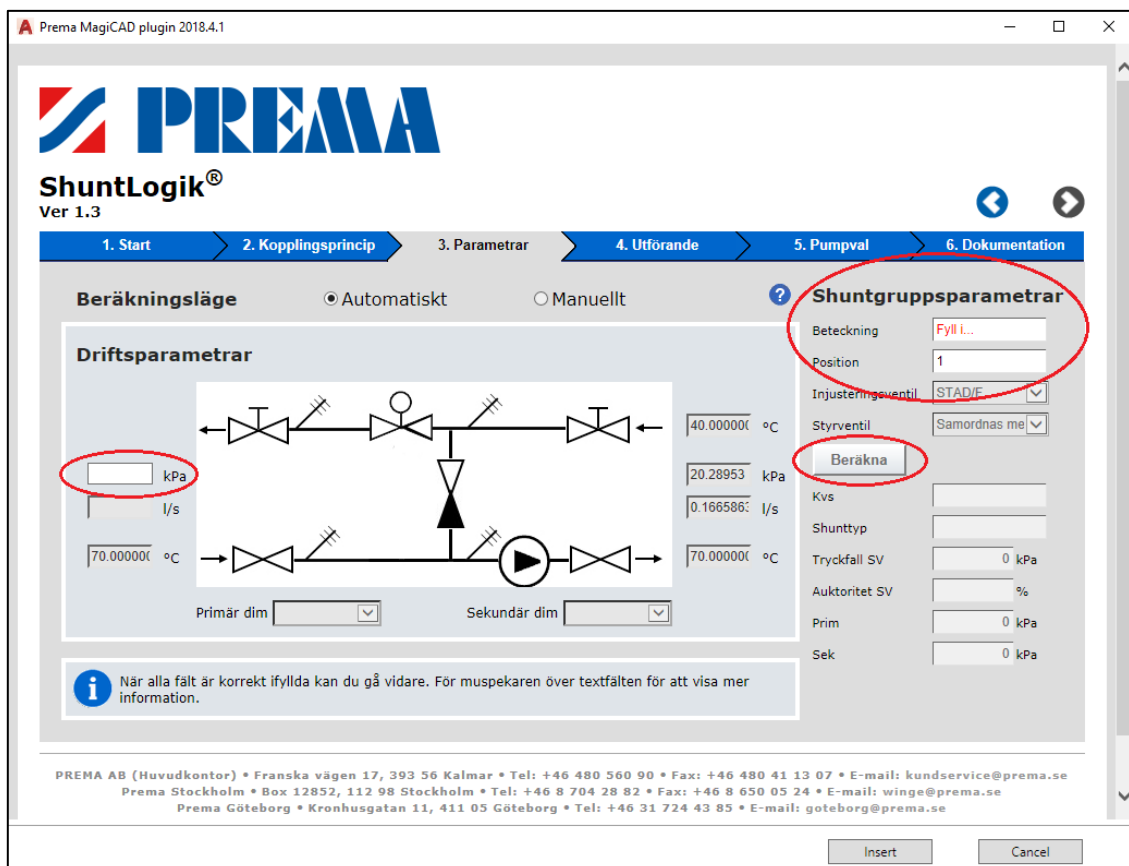 Prema MagiCAD plugin 2018.4.1
PREMA
ShuntLogik®
Ver 1.3
1. Start 2. Kopplingsprincip 3. Parametrar 4. Utförande 5. Pumpval 6. Dokumentation
Beräkningsläge Automatiskt Manuellt ? Shuntgruppsparametrar
Beteckning Fyll i...
Driftsparametrar
Position 1
Injusteringsventil STAD/F
40.0000 °C Styrventil Samordnas me
kPa 20.28953 kPa Beräkna
l/s 0.166586 l/s Kvs
Shunttyp
70.0000 °C 70.0000 °C Tryckfall SV 0 kPa
Auktoritet SV %
Primär dim Sekundär dim Prim 0 kPa
Sek 0 kPa
i När alla fält är korrekt ifyllda kan du gå vidare. För muspekaren över textfälten för att visa mer
information.
PREMA AB (Huvudkontor) • Franska vägen 17, 393 56 Kalmar • Tel: +46 480 560 90 • Fax: +46 480 41 13 07 • E-mail: kundservice@prema.se
Prema Stockholm • Box 12852, 112 98 Stockholm • Tel: +46 8 704 28 82 • Fax: +46 8 650 05 24 • E-mail: winge@prema.se
Prema Göteborg • Kronhusgatan 11, 411 05 Göteborg • Tel: +46 31 724 43 85 • E-mail: goteborg@prema.se
Insert Cancel